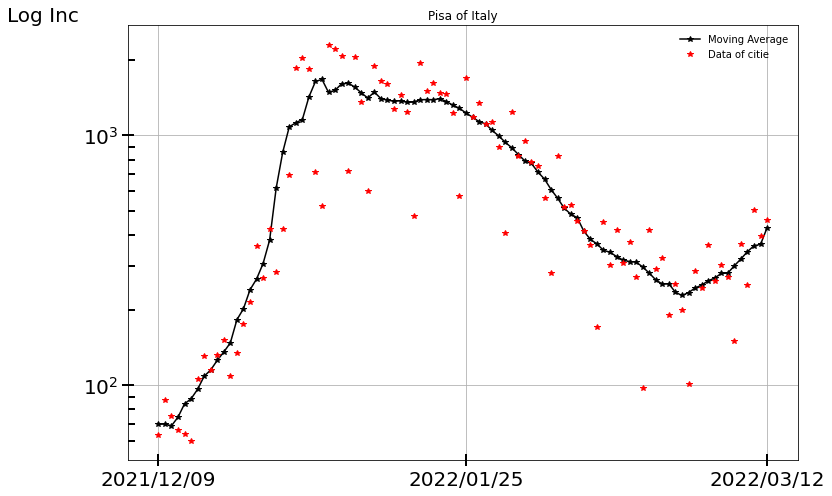 Log Inc
Pisa of Italy
Moving Average
Data of citie
10³
10²
2021/12/09
2022/01/25
2022/03/12